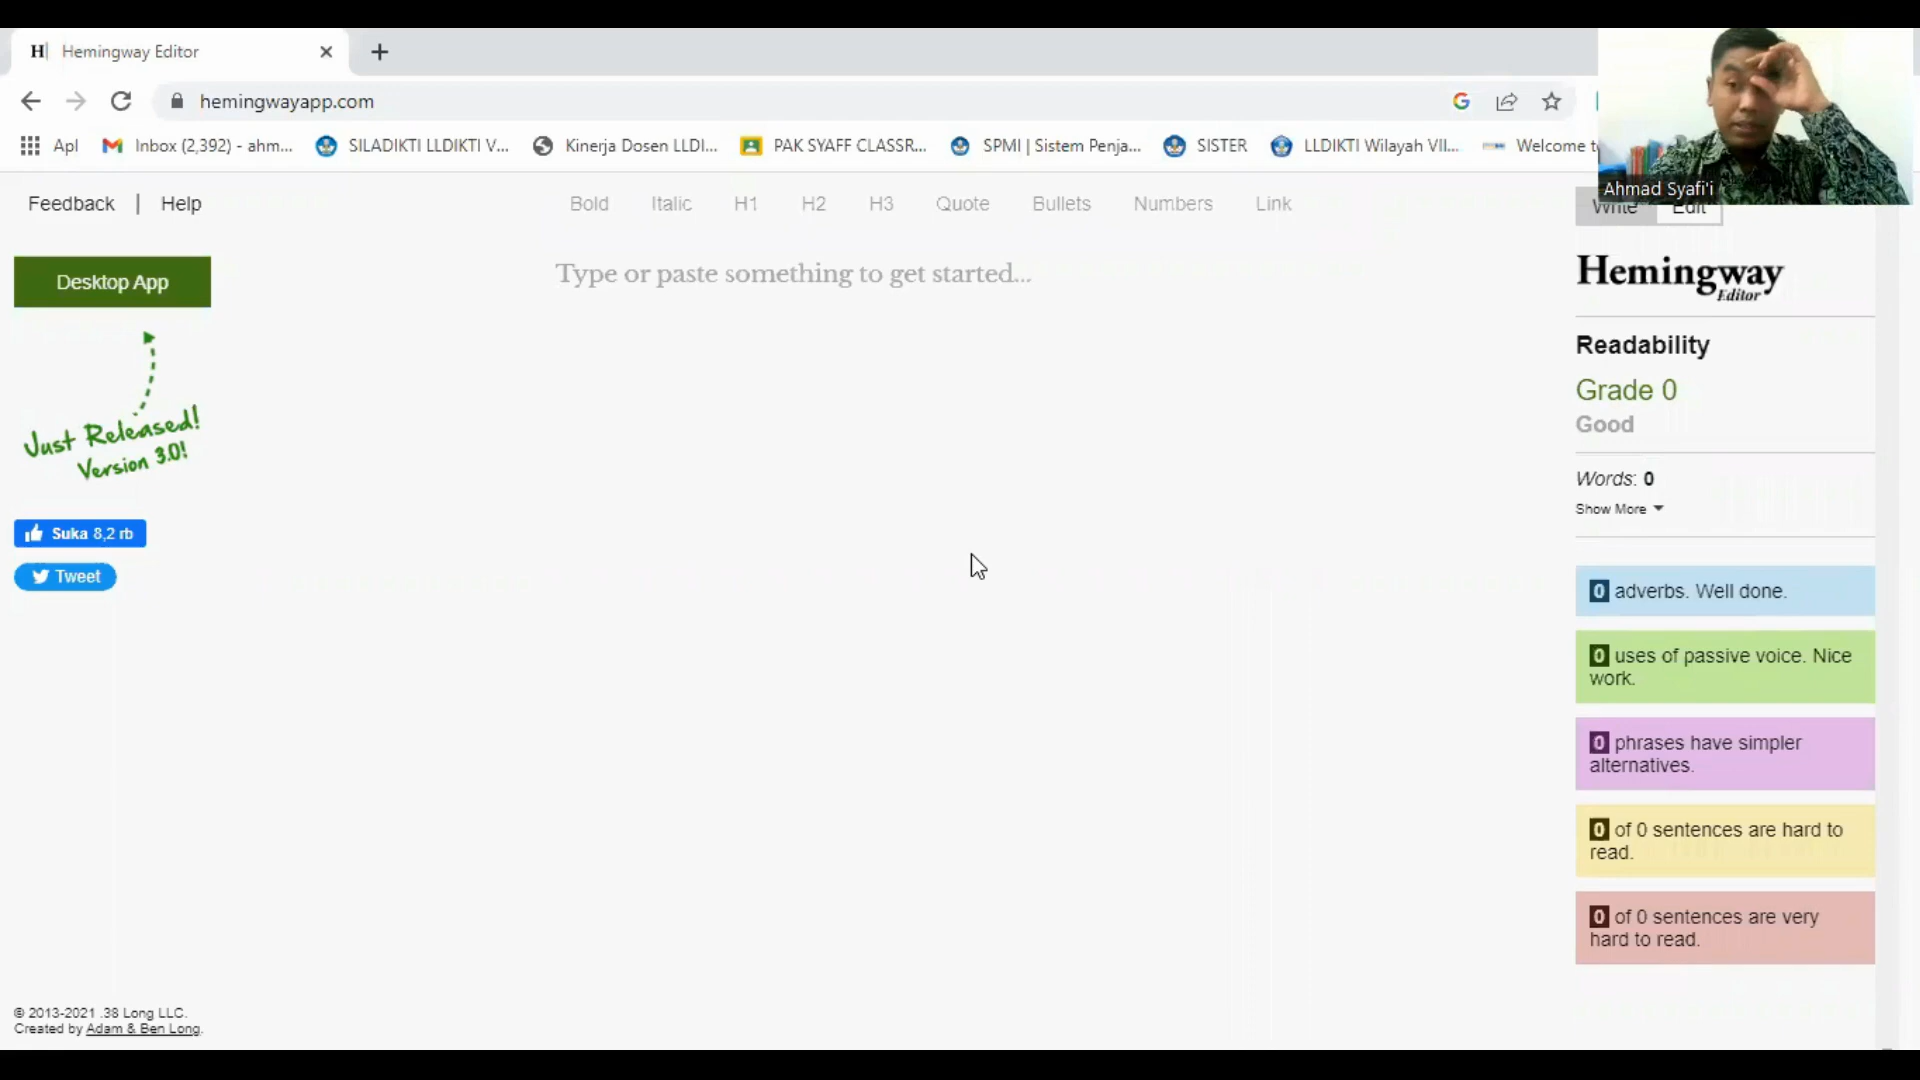 H Hemingway Editor
hemingwayapp.com
Apl Inbox (2,392) - ahm... SILADIKTI LLDIKTI V... Kinerja Dosen LLDI... PAK SYAFF CLASSR... SPMI | Sistem Penja... SISTER LLDIKTI Wilayah VII... Welcome
Ahmad Syafi'i
Feedback | Help
Bold Italic H1 H2 H3 Quote Bullets Numbers Link
Write Edit
Desktop App
Type or paste something to get started...
Just Released!
Version 3.0!
Suka 8,2 rb
Tweet
Hemingway
Editor
Readability
Grade 0
Good
Words: 0
Show More
0 adverbs. Well done.
0 uses of passive voice. Nice
work.
0 phrases have simpler
alternatives.
0 of 0 sentences are hard to
read.
0 of 0 sentences are very
hard to read.
© 2013-2021 .38 Long LLC.
Created by Adam & Ben Long.